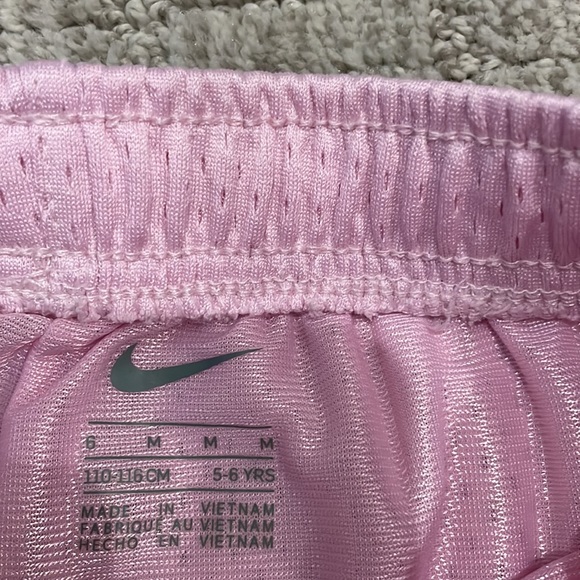 6 M M M
110-116CM 5-6 YRS
MADE IN VIETNAM
FABRIQUÉ AU VIETNAM
HECHO EN VIETNAM